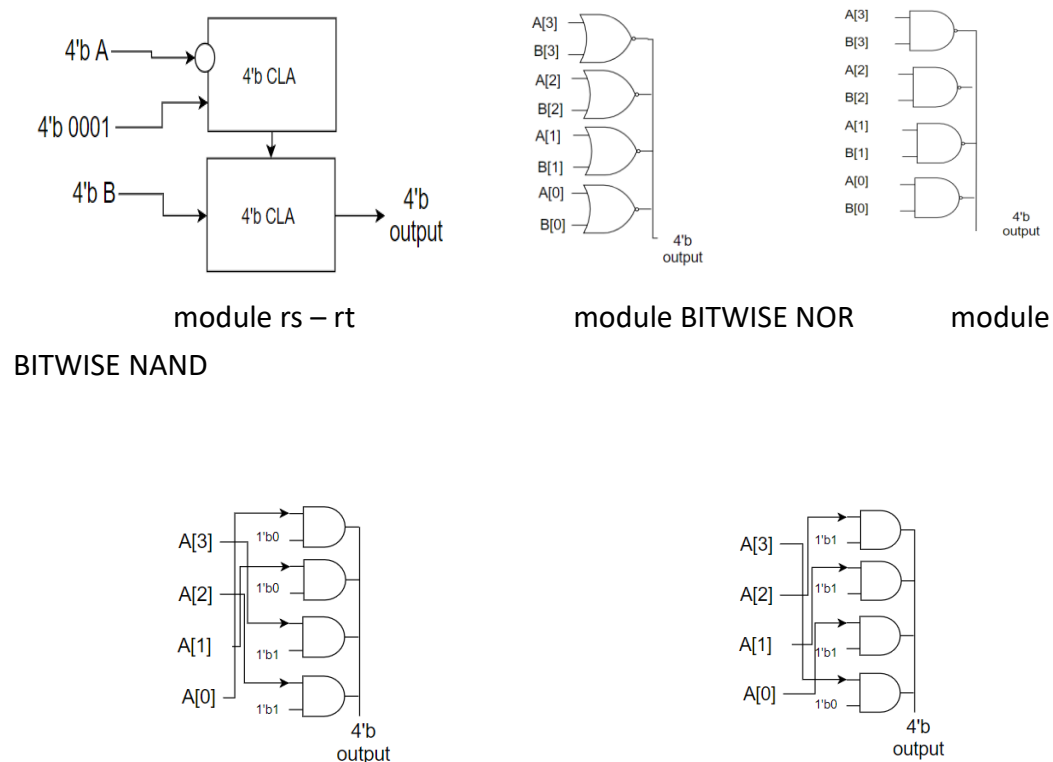 4'b A
4'b CLA
4'b 0001
4'b B
4'b CLA
4'b
output
A[3]
B[3]
A[2]
B[2]
A[1]
B[1]
A[0]
B[0]
4'b
output
A[3]
B[3]
A[2]
B[2]
A[1]
B[1]
A[0]
B[0]
4'b
output
module rs – rt module BITWISE NOR module
BITWISE NAND
A[3]
A[2]
A[1]
A[0]
1'b0
1'b0
1'b1
1'b1
4'b
output
A[3]
A[2]
A[1]
A[0]
1'b1
1'b1
1'b1
1'b0
4'b
output